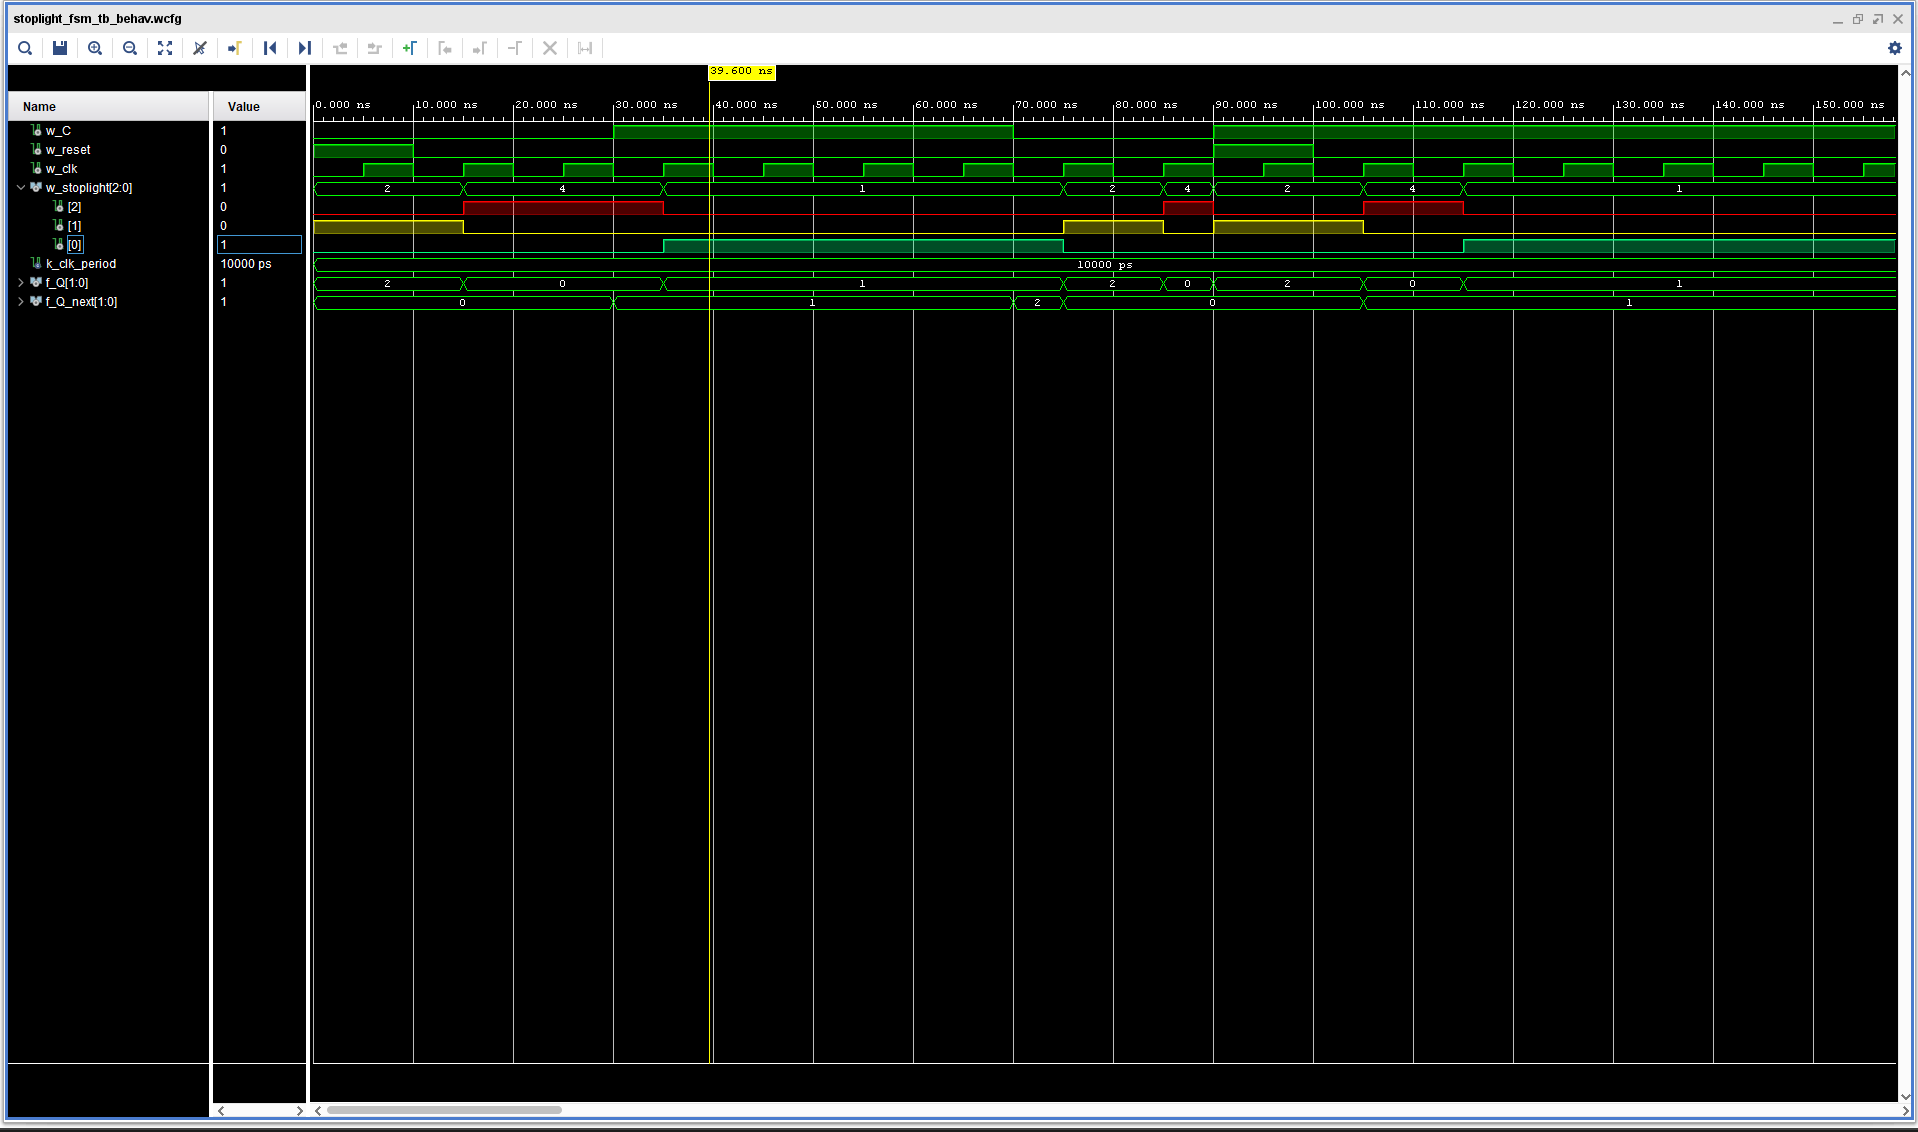 stoplight_fsm_tb_behav.wcfg
39.600 ns
Name Value
0.000 ns 10.000 ns 20.000 ns 30.000 ns 40.000 ns 50.000 ns 60.000 ns 70.000 ns 80.000 ns 90.000 ns 100.000 ns 110.000 ns 120.000 ns 130.000 ns 140.000 ns 150.000 ns
w_C 1
w_reset 0
w_clk 1
w_stoplight[2:0] 1 2 4 1 2 4 2 4 1
[2] 0
[1] 0
[0] 1
k_clk_period 10000 ps 10000 ps
f_Q[1:0] 1 2 0 1 2 0 2 0 1
f_Q_next[1:0] 1 0 1 2 0 1